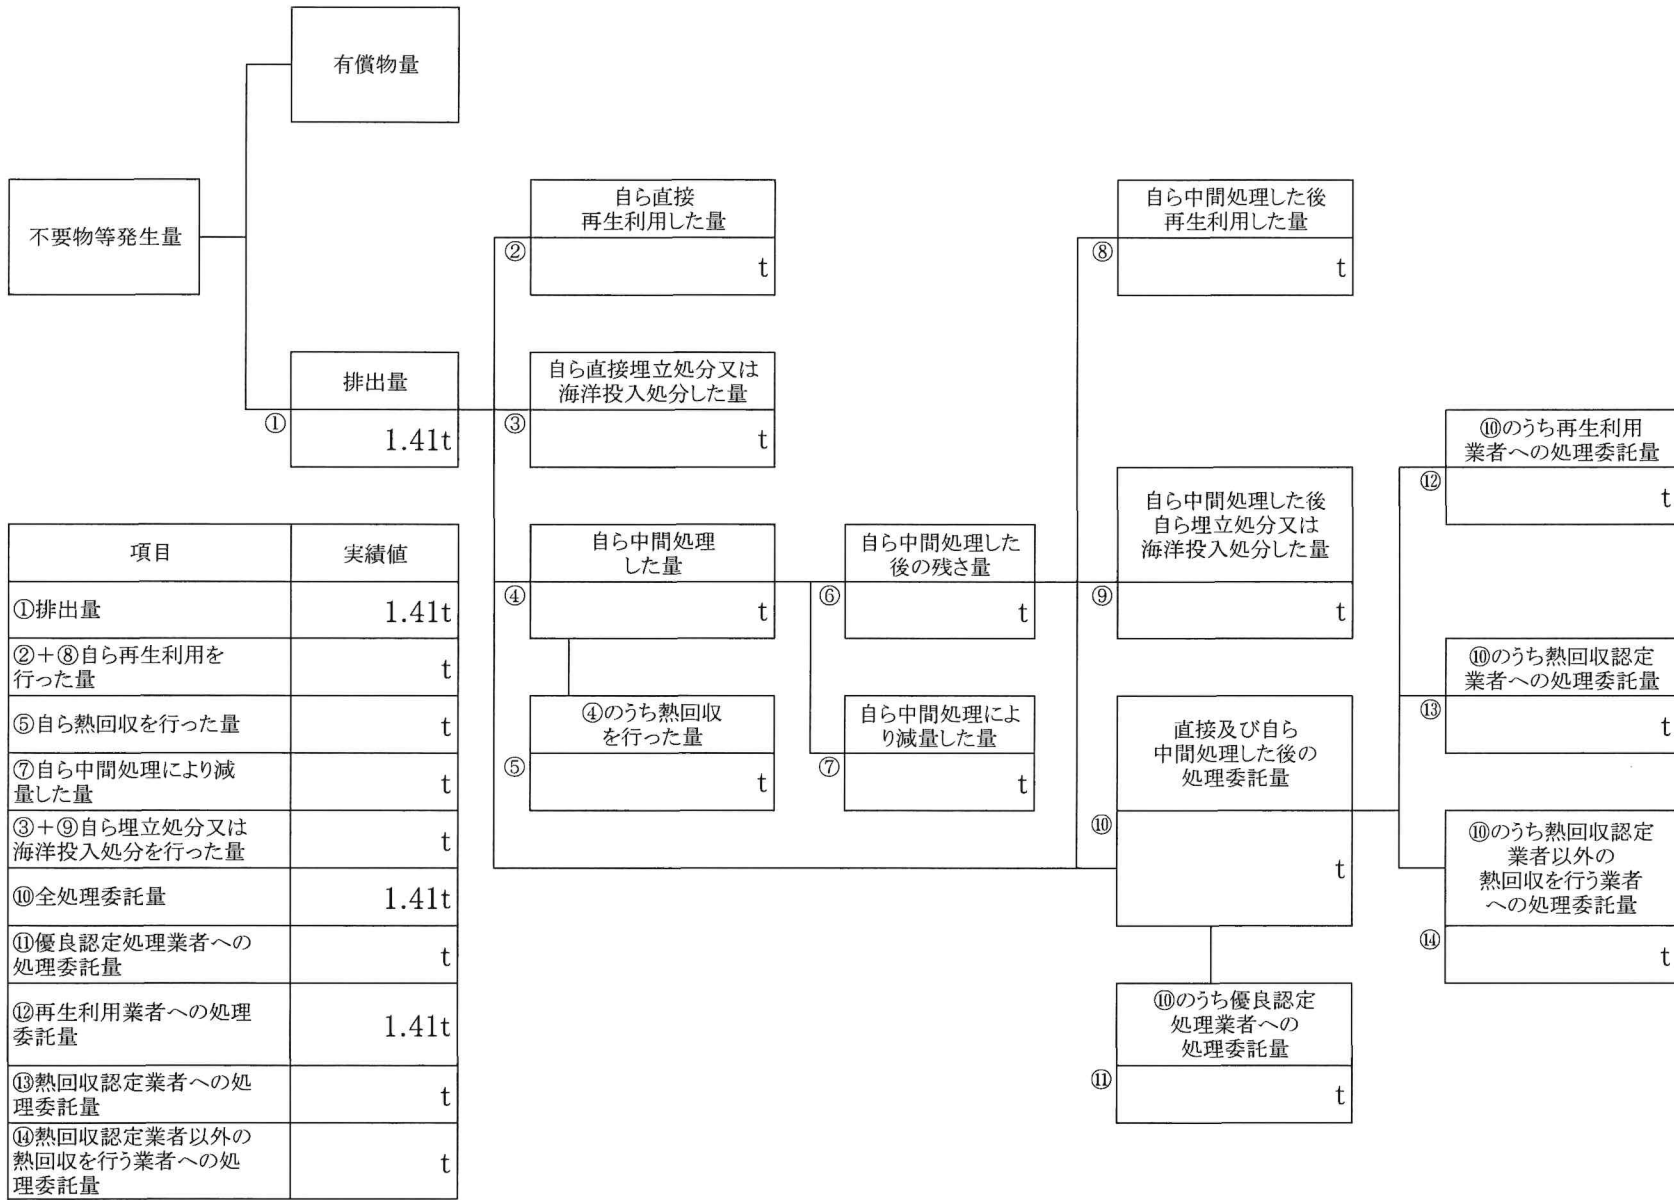 有償物量
不要物等発生量
排出量
①
1.41t
自ら直接
再生利用した量
②
t
自ら直接埋立処分又は
海洋投入処分した量
③
t
自ら中間処理
した量
④
t
④のうち熱回収
を行った量
⑤
t
自ら中間処理した
後の残さ量
⑥
t
自ら中間処理によ
り減量した量
⑦
t
自ら中間処理した後
再生利用した量
⑧
t
自ら中間処理した後
自ら埋立処分又は
海洋投入処分した量
⑨
t
直接及び自ら
中間処理した後の
処理委託量
⑩
t
⑩のうち優良認定
処理業者への
処理委託量
⑪
t
⑩のうち再生利用
業者への処理委託量
⑫
t
⑩のうち熱回収認定
業者への処理委託量
⑬
t
⑩のうち熱回収認定
業者以外の
熱回収を行う業者
への処理委託量
⑭
t
項目 実績値
①排出量 1.41t
②+⑧自ら再生利用を
行った量 t
⑤自ら熱回収を行った量 t
⑦自ら中間処理により減
量した量 t
③+⑨自ら埋立処分又は
海洋投入処分を行った量 t
⑩全処理委託量 1.41t
⑪優良認定処理業者への
処理委託量 t
⑫再生利用業者への処理
委託量 1.41t
⑬熱回収認定業者への処
理委託量 t
⑭熱回収認定業者以外の
熱回収を行う業者への処
理委託量 t